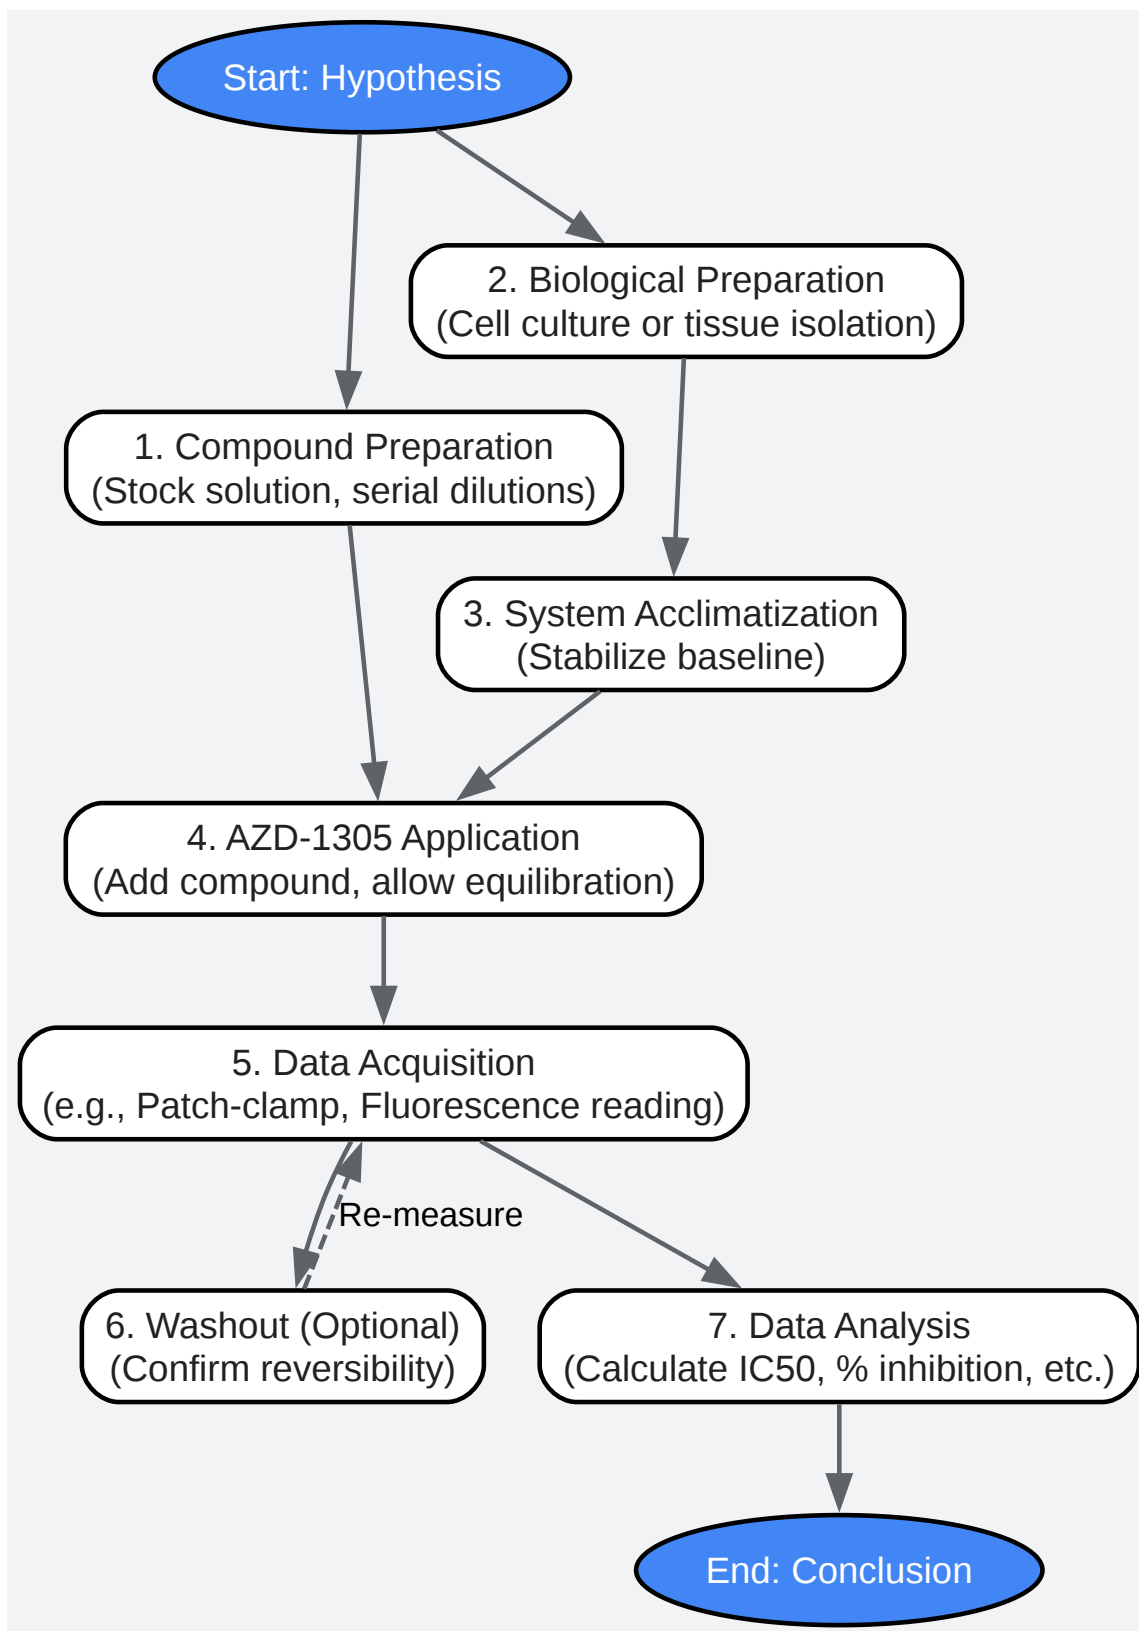 Start: Hypothesis
2. Biological Preparation
(Cell culture or tissue isolation)
1. Compound Preparation
(Stock solution, serial dilutions)
3. System Acclimatization
(Stabilize baseline)
4. AZD-1305 Application
(Add compound, allow equilibration)
5. Data Acquisition
(e.g., Patch-clamp, Fluorescence reading)
Re-measure
6. Washout (Optional)
(Confirm reversibility)
7. Data Analysis
(Calculate IC50, % inhibition, etc.)
End: Conclusion